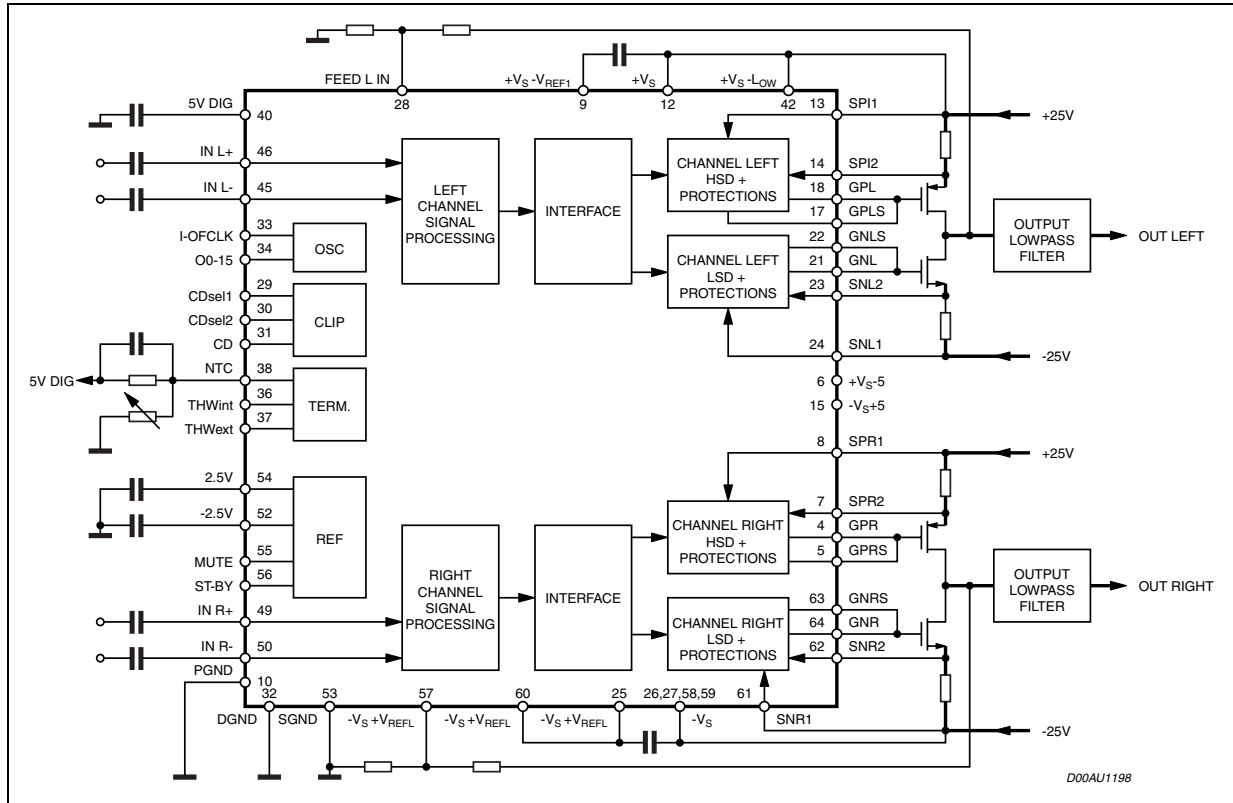 FEED L IN
28
+VS-VREF1
9
+VS
12
+VS-LOW
42
5V DIG
40
IN L+
46
IN L-
45
I-OFCLK
33
O0-15
34
OSC
CDsel1
29
CDsel2
30
CD
31
CLIP
5V DIG
NTC
38
THWint
36
THWext
37
TERM.
2.5V
54
-2.5V
52
MUTE
55
ST-BY
56
REF
IN R+
49
IN R-
50
PGND
10
LEFT
CHANNEL
SIGNAL
PROCESSING
INTERFACE
CHANNEL LEFT
HSD +
PROTECTIONS
CHANNEL LEFT
LSD +
PROTECTIONS
13 SPI1
+25V
14 SPI2
18 GPL
17 GPLS
22 GNLS
21 GNL
23 SNL2
24 SNL1
-25V
OUTPUT
LOWPASS
FILTER
OUT LEFT
6 +VS-5
15 -VS+5
RIGHT
CHANNEL
SIGNAL
PROCESSING
INTERFACE
CHANNEL RIGHT
HSD +
PROTECTIONS
CHANNEL RIGHT
LSD +
PROTECTIONS
8 SPR1
+25V
7 SPR2
4 GPR
5 GPRS
63 GNRS
64 GNR
62 SNR2
OUTPUT
LOWPASS
FILTER
OUT RIGHT
32
DGND
53
SGND
57
-VS +VREFL
60
-VS +VREFL
25
-VS +VREFL
26,27,58,59
-VS
61
SNR1
-25V
D00AU1198